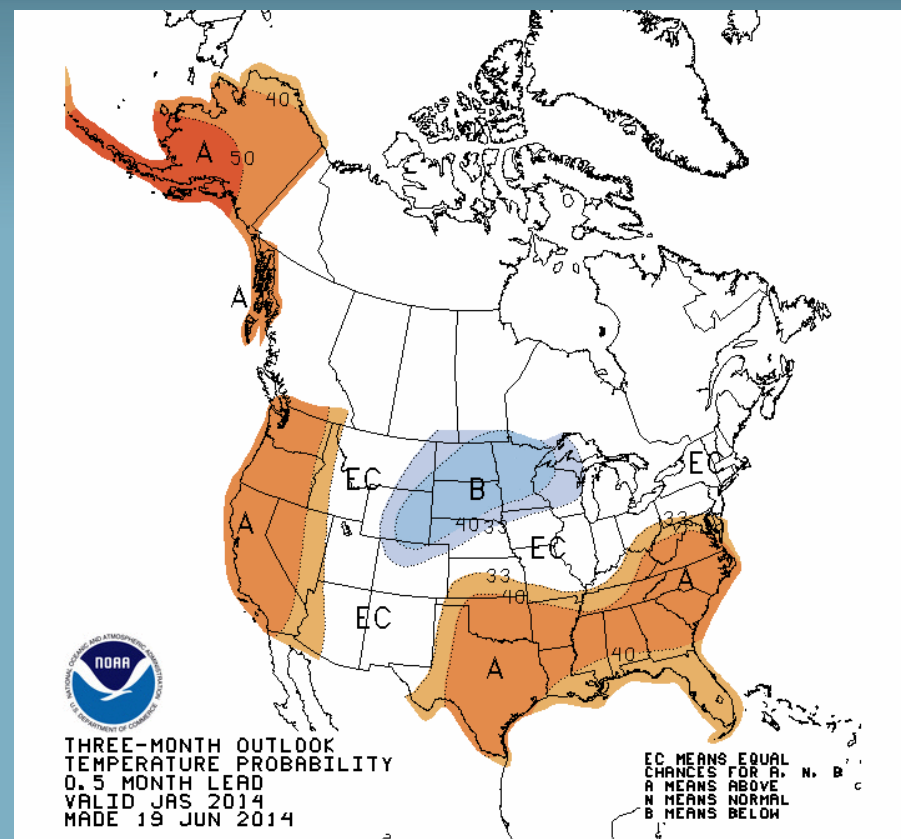 40
A
50
A
EC
B
EC
40 33
33
A
EC
33
40
A
EC
40
A
NATIONAL OCEANIC AND ATMOSPHERIC ADMINISTRATION
NOAA
U.S. DEPARTMENT OF COMMERCE
THREE-MONTH OUTLOOK
TEMPERATURE PROBABILITY
0.5 MONTH LEAD
VALID JAS 2014
MADE 19 JUN 2014
EC MEANS EQUAL
CHANCES FOR A, N, B
A MEANS ABOVE
N MEANS NORMAL
B MEANS BELOW